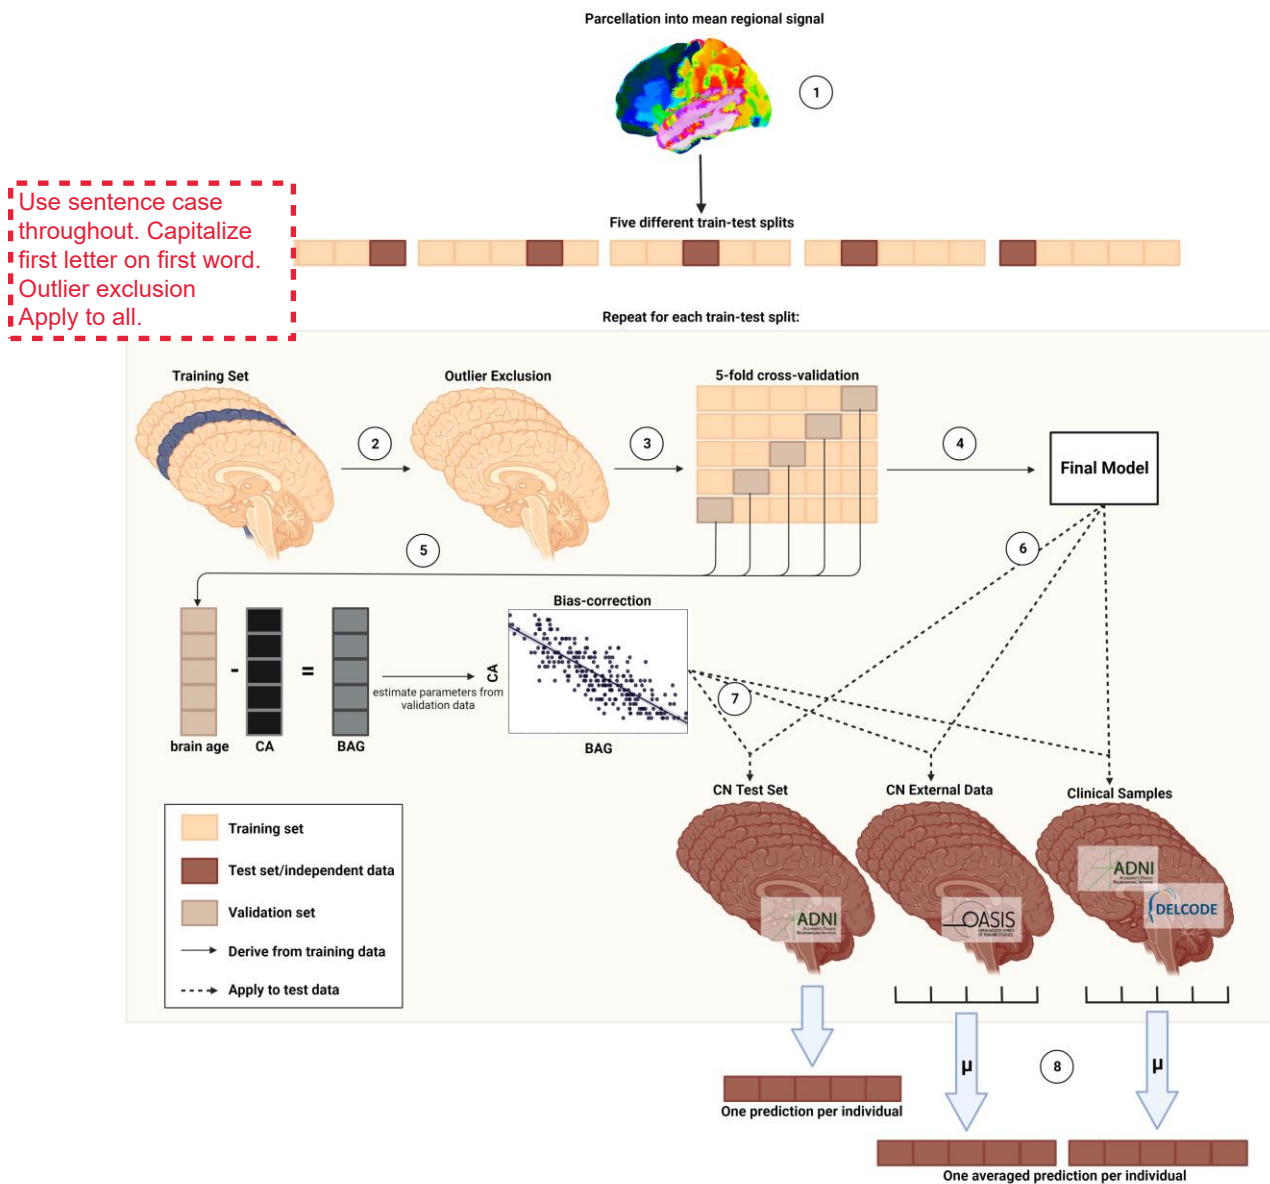 Parcellation into mean regional signal
1
Use sentence case
throughout. Capitalize
first letter on first word.
Outlier exclusion
Apply to all.
Five different train-test splits
Repeat for each train-test split:
Training Set
Outlier Exclusion
5-fold cross-validation
2
3
4
Final Model
5
6
Bias-correction
-
=
CA
estimate parameters from
validation data
7
brain age
CA
BAG
BAG
CN Test Set
CN External Data
Clinical Samples
Training set
Test set/independent data
Validation set
Derive from training data
Apply to test data
ADNI
OASIS
ADNI
DELCODE
μ
8
μ
One prediction per individual
One averaged prediction per individual